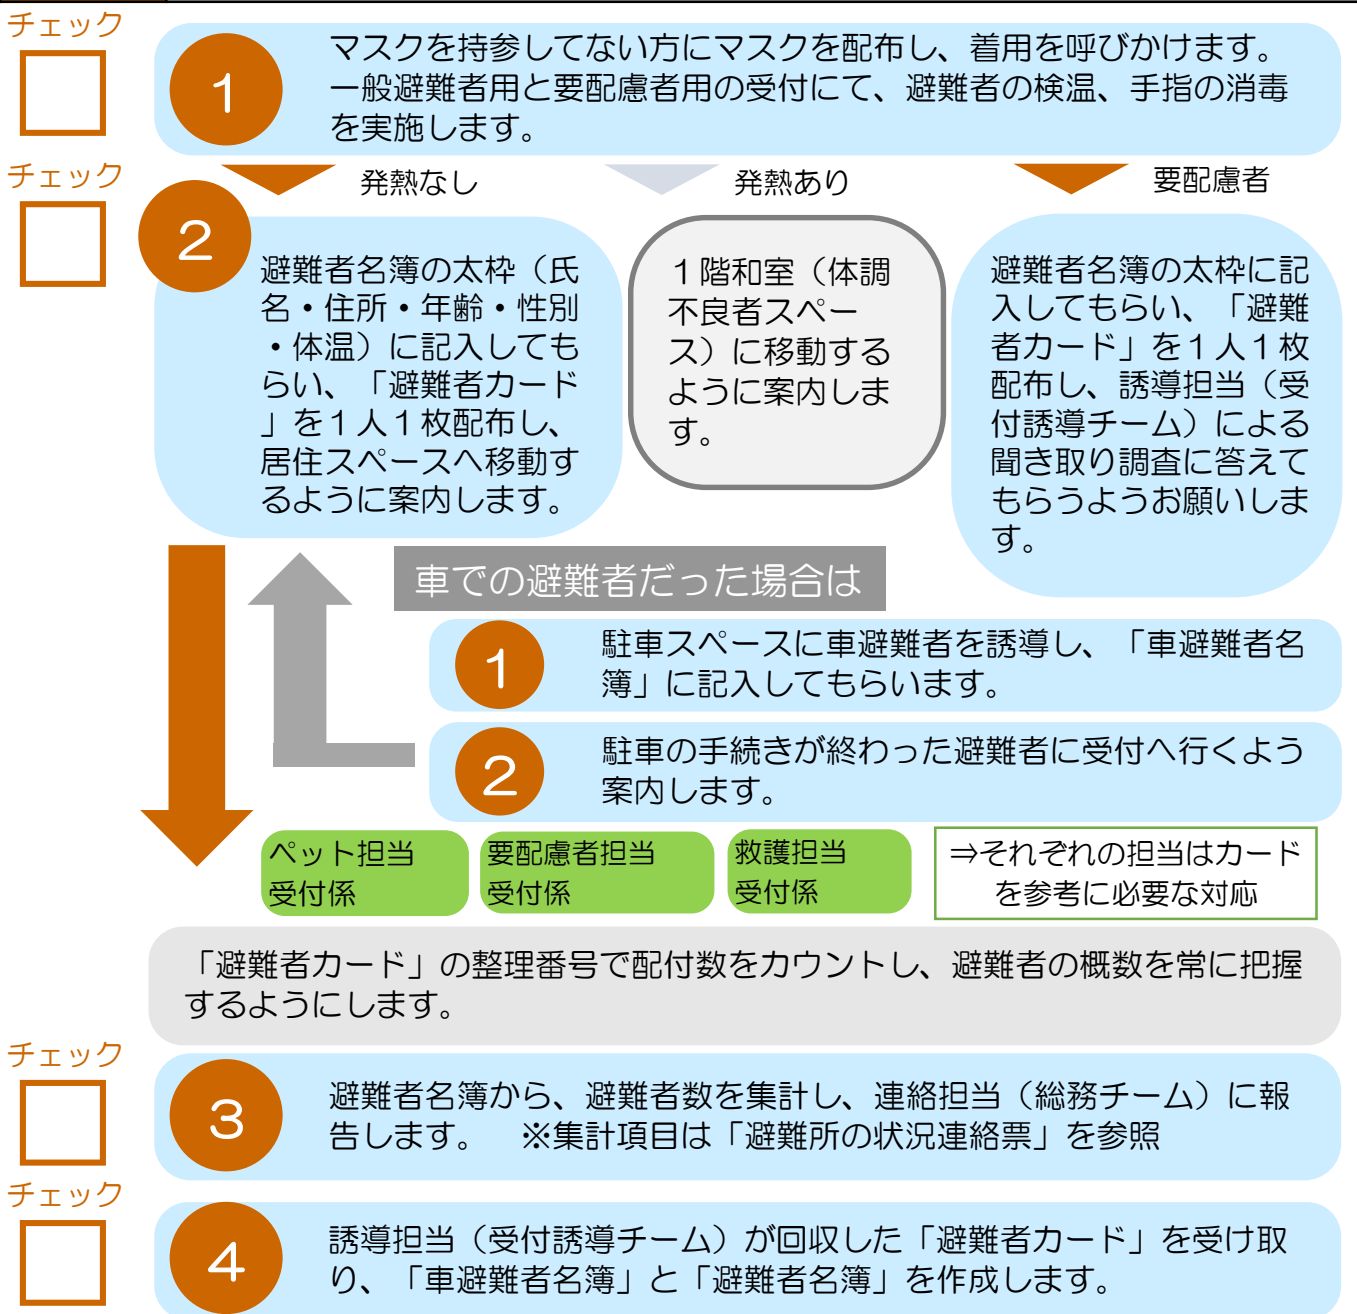 チェック
1
マスクを持参してない方にマスクを配布し、着用を呼びかけます。
一般避難者用と要配慮者用の受付にて、避難者の検温、手指の消毒
を実施します。
チェック
発熱なし
発熱あり
要配慮者
2
避難者名簿の太枠（氏
名・住所・年齢・性別
・体温）に記入しても
らい、「避難者カード
」を１人１枚配布し、
居住スペースへ移動す
るように案内します。
１階和室（体調
不良者スペー
ス）に移動する
ように案内しま
す。
避難者名簿の太枠に記
入してもらい、「避難
者カード」を１人１枚
配布し、誘導担当（受
付誘導チーム）による
聞き取り調査に答えて
もらうようお願いしま
す。
車での避難者だった場合は
1
駐車スペースに車避難者を誘導し、「車避難者名
簿」に記入してもらいます。
2
駐車の手続きが終わった避難者に受付へ行くよう
案内します。
ペット担当
受付係
要配慮者担当
受付係
救護担当
受付係
⇒それぞれの担当はカード
を参考に必要な対応
「避難者カード」の整理番号で配付数をカウントし、避難者の概数を常に把握
するようにします。
チェック
3
避難者名簿から、避難者数を集計し、連絡担当（総務チーム）に報
告します。　※集計項目は「避難所の状況連絡票」を参照
チェック
4
誘導担当（受付誘導チーム）が回収した「避難者カード」を受け取
り、「車避難者名簿」と「避難者名簿」を作成します。